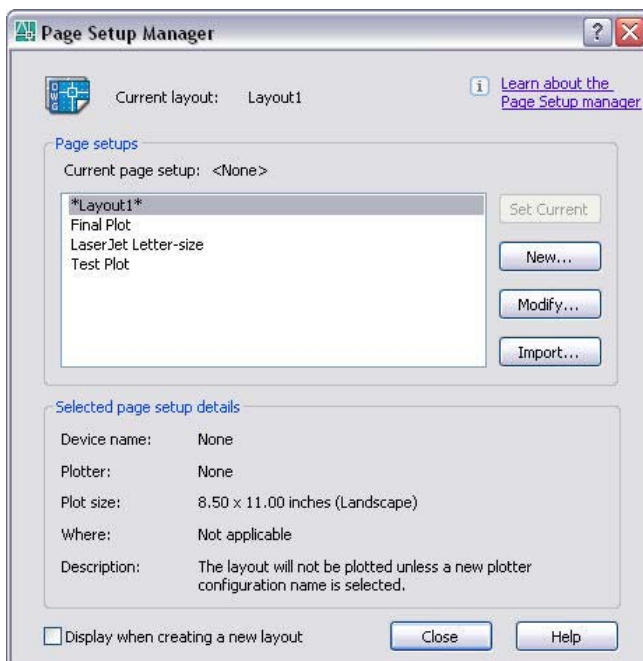 Page Setup Manager
?
Current layout: Layout1
i
Learn about the
Page Setup manager
Page setups
Current page setup: <None>
*Layout1*
Final Plot
LaserJet Letter-size
Test Plot
Set Current
New...
Modify...
Import...
Selected page setup details
Device name: None
Plotter: None
Plot size: 8.50 x 11.00 inches (Landscape)
Where: Not applicable
Description: The layout will not be plotted unless a new plotter
configuration name is selected.
Display when creating a new layout
Close
Help